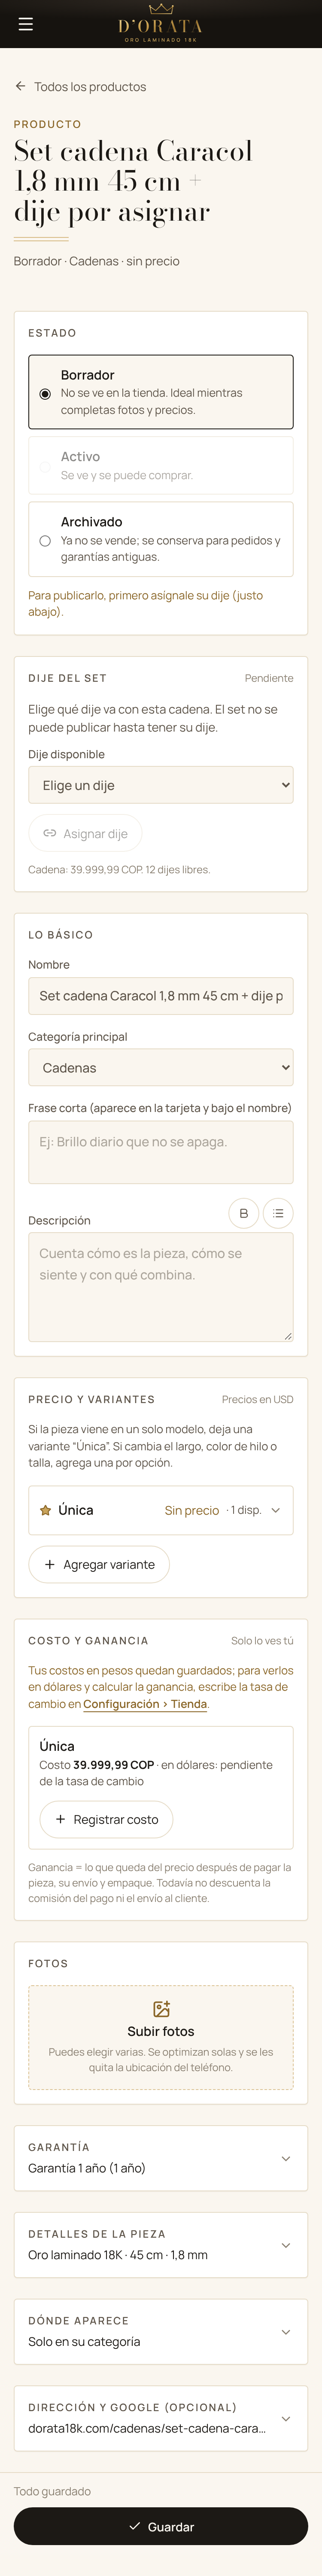 D'ORATA
ORO LAMINADO 18K
Todos los productos
PRODUCTO
Set cadena Caracol
1,8 mm 45 cm +
dije por asignar
Borrador · Cadenas · sin precio
ESTADO
Borrador
No se ve en la tienda. Ideal mientras
completas fotos y precios.
Activo
Se ve y se puede comprar.
Archivado
Ya no se vende; se conserva para pedidos y
garantías antiguas.
Para publicarlo, primero asígnale su dije (justo
abajo).
DIJE DEL SET
Pendiente
Elige qué dije va con esta cadena. El set no se
puede publicar hasta tener su dije.
Dije disponible
Elige un dije
Asignar dije
Cadena: 39.999,99 COP. 12 dijes libres.
LO BÁSICO
Nombre
Set cadena Caracol 1,8 mm 45 cm + dije p
Categoría principal
Cadenas
Frase corta (aparece en la tarjeta y bajo el nombre)
Ej: Brillo diario que no se apaga.
Descripción
B
Cuenta cómo es la pieza, cómo se
siente y con qué combina.
PRECIO Y VARIANTES
Precios en USD
Si la pieza viene en un solo modelo, deja una
variante “Única”. Si cambia el largo, color de hilo o
talla, agrega una por opción.
Única
Sin precio · 1 disp.
Agregar variante
COSTO Y GANANCIA
Solo lo ves tú
Tus costos en pesos quedan guardados; para verlos
en dólares y calcular la ganancia, escribe la tasa de
cambio en Configuración › Tienda.
Única
Costo 39.999,99 COP · en dólares: pendiente
de la tasa de cambio
Registrar costo
Ganancia = lo que queda del precio después de pagar la
pieza, su envío y empaque. Todavía no descuenta la
comisión del pago ni el envío al cliente.
FOTOS
Subir fotos
Puedes elegir varias. Se optimizan solas y se les
quita la ubicación del teléfono.
GARANTÍA
Garantía 1 año (1 año)
DETALLES DE LA PIEZA
Oro laminado 18K · 45 cm · 1,8 mm
DÓNDE APARECE
Solo en su categoría
DIRECCIÓN Y GOOGLE (OPCIONAL)
dorata18k.com/cadenas/set-cadena-cara...
Todo guardado
Guardar